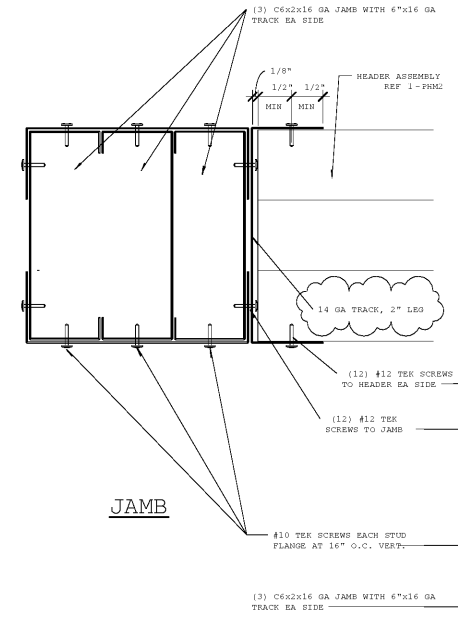 (3) C6x2x16 GA JAMB WITH 6"x16 GA
TRACK EA SIDE
1/8"
1/2" 1/2"
MIN MIN
HEADER ASSEMBLY
REF 1-PHM2
14 GA TRACK, 2" LEG
(12) #12 TEK SCREWS
TO HEADER EA SIDE
(12) #12 TEK
SCREWS TO JAMB
JAMB
#10 TEK SCREWS EACH STUD
FLANGE AT 16" O.C. VERT.
(3) C6x2x16 GA JAMB WITH 6"x16 GA
TRACK EA SIDE